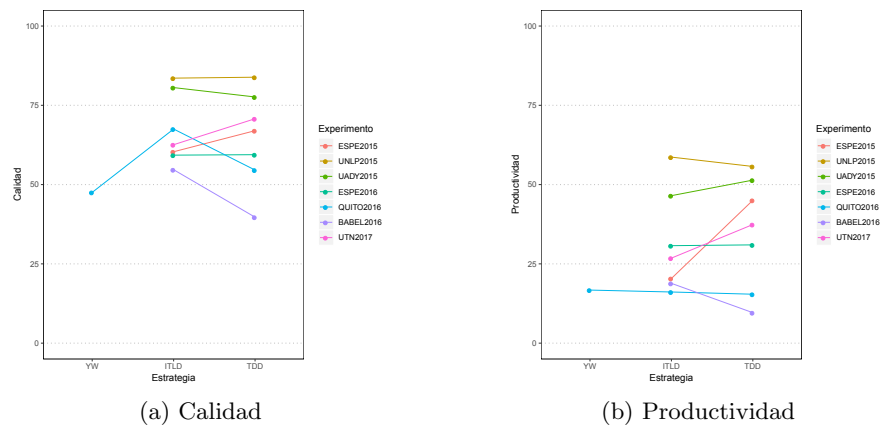 100
75
50
25
0
Calidad
YW
ITLD
TDD
Estrategia
Experimento
ESPE2015
UNLP2015
UADY2015
ESPE2016
QUITO2016
BABEL2016
UTN2017
(a) Calidad
100
75
50
25
0
Productividad
YW
ITLD
TDD
Estrategia
Experimento
ESPE2015
UNLP2015
UADY2015
ESPE2016
QUITO2016
BABEL2016
UTN2017
(b) Productividad